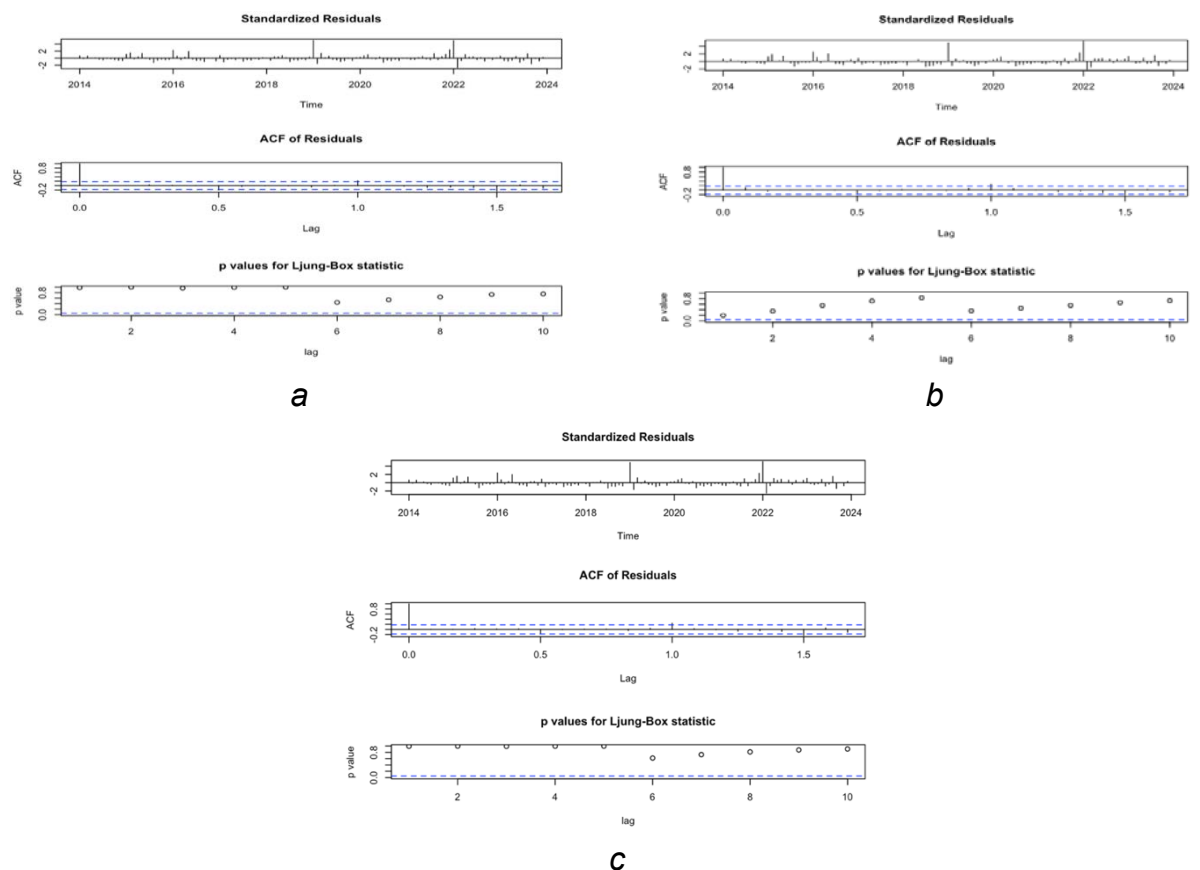 Standardized Residuals
2
-2
2014 2016 2018 2020 2022 2024
Time
ACF of Residuals
ACF
0.8
-0.2
0.0 0.5 1.0 1.5
Lag
p values for Ljung-Box statistic
p value
0.8
0.0
2 4 6 8 10
lag
a
Standardized Residuals
2
-2
2014 2016 2018 2020 2022 2024
Time
ACF of Residuals
ACF
0.8
-0.2
0.0 0.5 1.0 1.5
Lag
p values for Ljung-Box statistic
p value
0.8
0.0
2 4 6 8 10
lag
b
Standardized Residuals
2
-2
2014 2016 2018 2020 2022 2024
Time
ACF of Residuals
ACF
0.8
-0.2
0.0 0.5 1.0 1.5
Lag
p values for Ljung-Box statistic
p value
0.8
0.0
2 4 6 8 10
lag
c